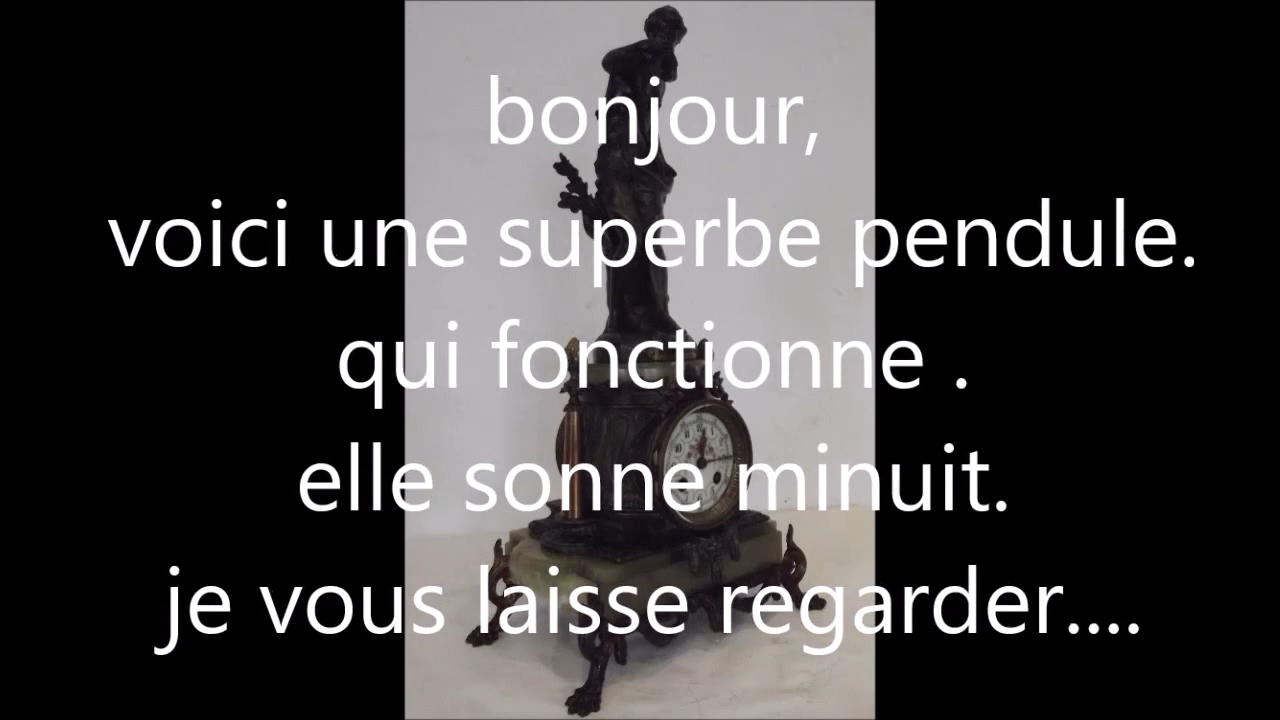 bonjour,
voici une superbe pendule.
qui fonctionne .
elle sonne minuit.
je vous laisse regarder....